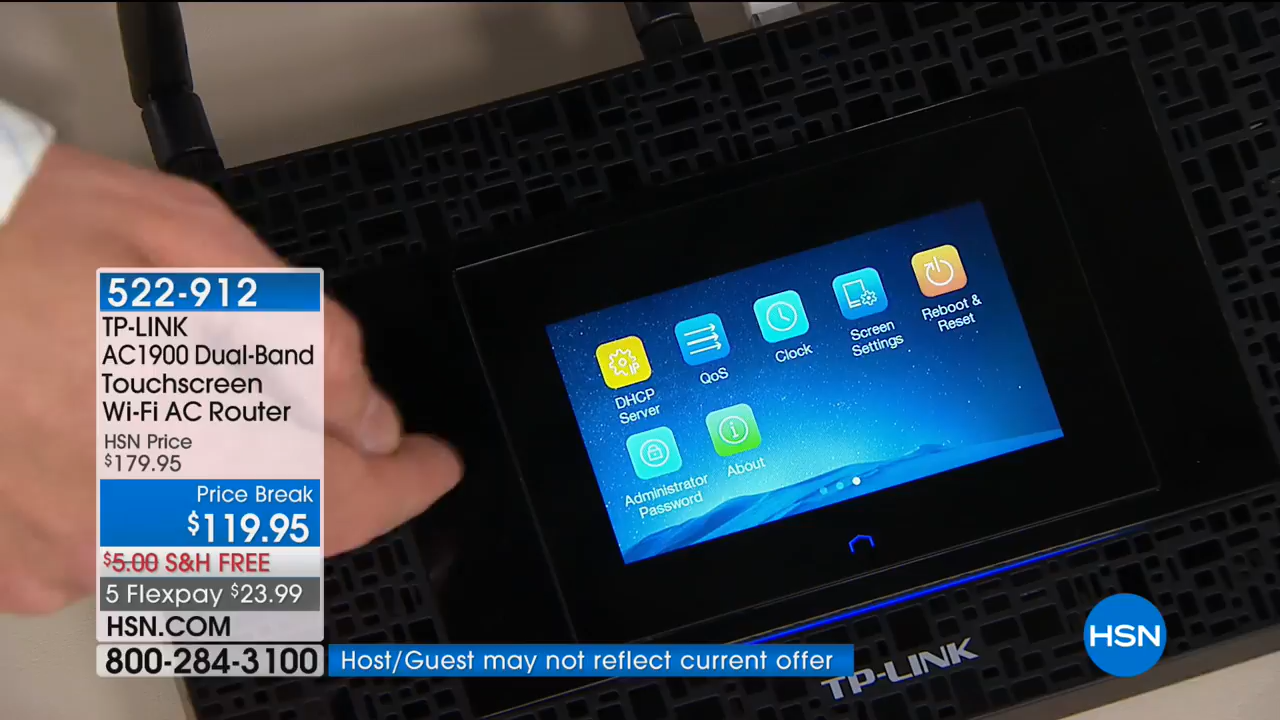 522-912
TP-LINK
AC1900 Dual-Band
Touchscreen
Wi-Fi AC Router
HSN Price
$179.95
Price Break
$119.95
$5.00 S&H FREE
5 Flexpay $23.99
HSN.COM
800-284-3100
Host/Guest may not reflect current offer
IP
DHCP
Server
QoS
Clock
Screen
Settings
Reboot &
Reset
Administrator
Password
About
TP-LINK
HSN